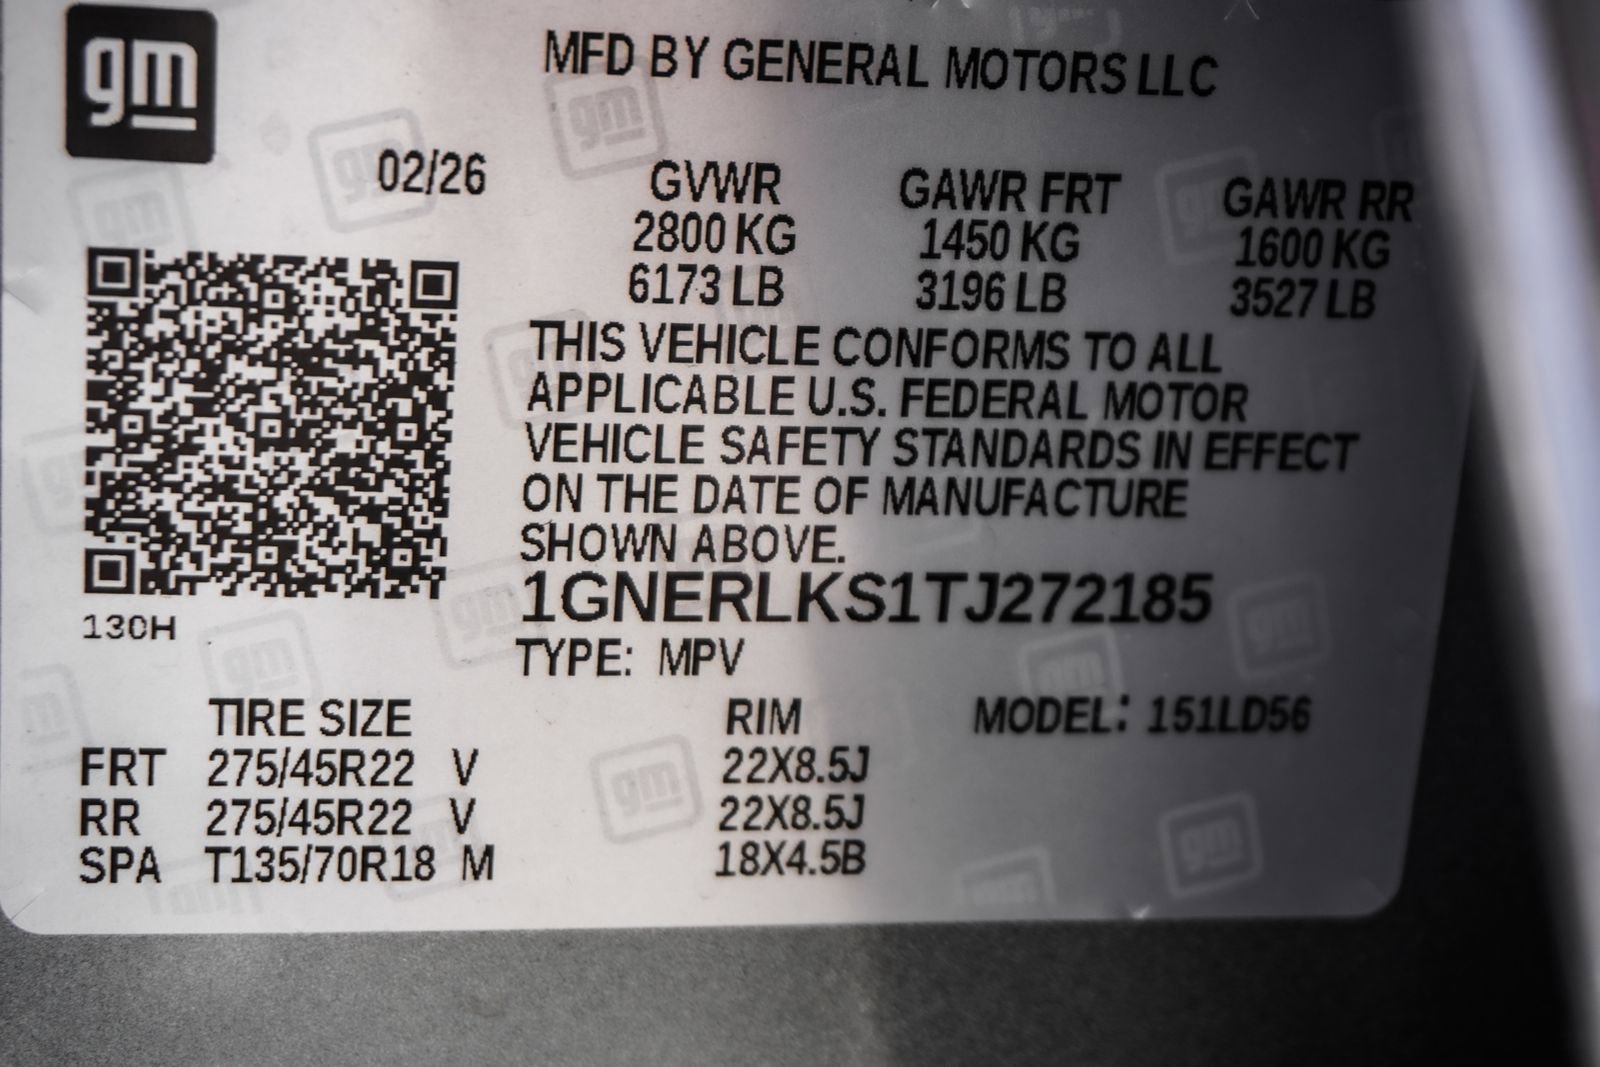 gm
MFD BY GENERAL MOTORS LLC
02/26
GVWR GAWR FRT GAWR RR
2800 KG 1450 KG 1600 KG
6173 LB 3196 LB 3527 LB
THIS VEHICLE CONFORMS TO ALL
APPLICABLE U.S. FEDERAL MOTOR
VEHICLE SAFETY STANDARDS IN EFFECT
ON THE DATE OF MANUFACTURE
SHOWN ABOVE.
1GNERLKS1TJ272185
130H
TYPE: MPV
TIRE SIZE RIM MODEL: 151LD56
FRT 275/45R22 V 22X8.5J
RR 275/45R22 V 22X8.5J
SPA T135/70R18 M 18X4.5B